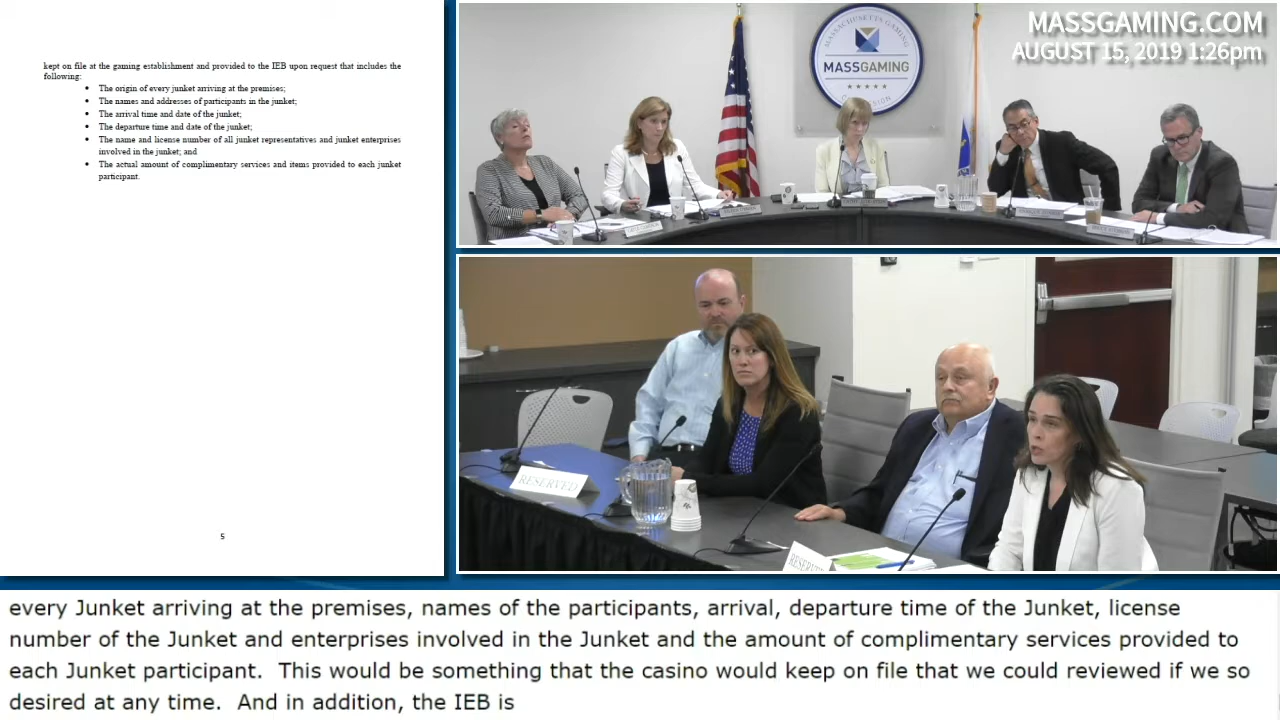 kept on file at the gaming establishment and provided to the IEB upon request that includes the
following:
• The origin of every junket arriving at the premises;
• The names and addresses of participants in the junket;
• The arrival time and date of the junket;
• The departure time and date of the junket;
• The name and license number of all junket representatives and junket enterprises
involved in the junket; and
• The actual amount of complimentary services and items provided to each junket
participant.
5
MASSGAMING.COM
AUGUST 15, 2019 1:26pm
MASSACHUSETTS GAMING
MASSGAMING
★★★★★
RESERVED
RESERVED
every Junket arriving at the premises, names of the participants, arrival, departure time of the Junket, license
number of the Junket and enterprises involved in the Junket and the amount of complimentary services provided to
each Junket participant.  This would be something that the casino would keep on file that we could reviewed if we so
desired at any time.  And in addition, the IEB is